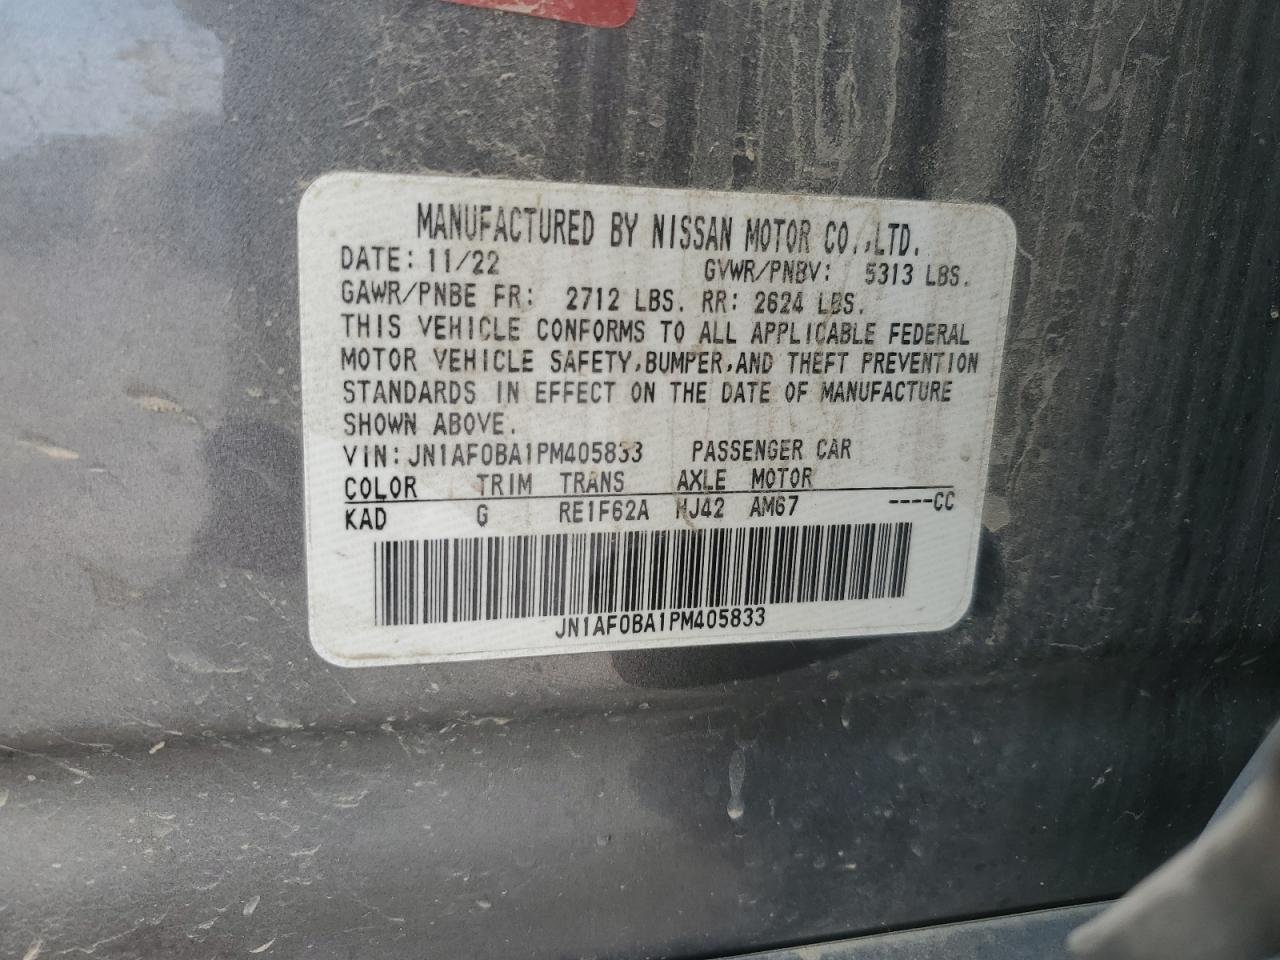 MANUFACTURED BY NISSAN MOTOR CO.,LTD.
DATE: 11/22 GVWR/PNBV: 5313 LBS.
GAWR/PNBE FR: 2712 LBS. RR: 2624 LBS.
THIS VEHICLE CONFORMS TO ALL APPLICABLE FEDERAL
MOTOR VEHICLE SAFETY,BUMPER,AND THEFT PREVENTION
STANDARDS IN EFFECT ON THE DATE OF MANUFACTURE
SHOWN ABOVE.
VIN:JN1AF0BA1PM405833 PASSENGER CAR
COLOR TRIM TRANS AXLE MOTOR
KAD G RE1F62A HJ42 AM67 ----CC
JN1AF0BA1PM405833